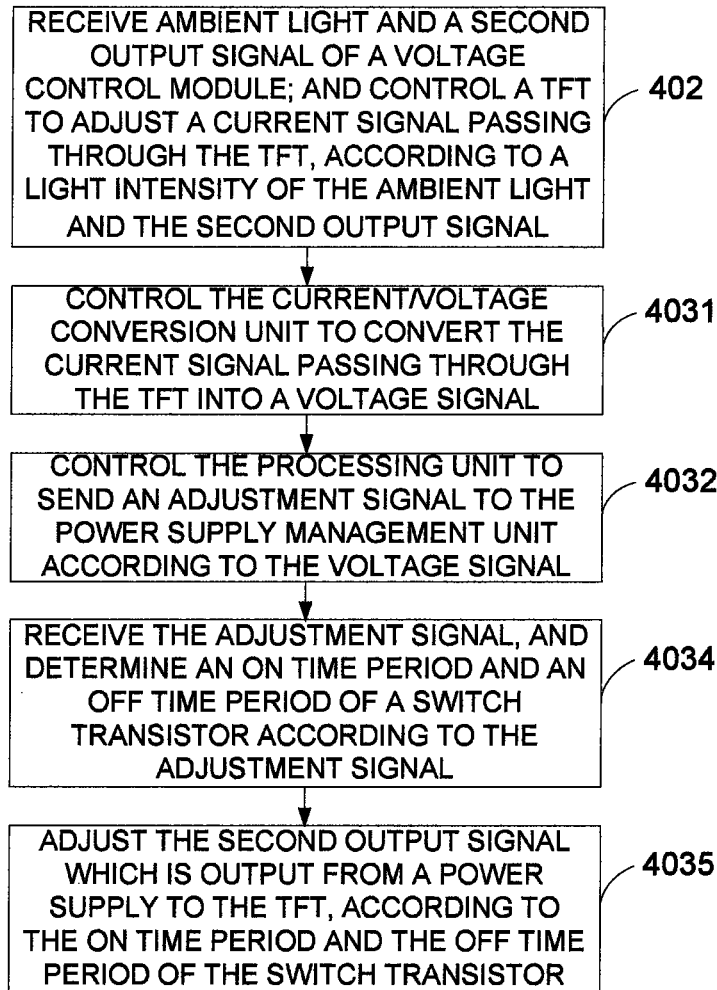 RECEIVE AMBIENT LIGHT AND A SECOND
OUTPUT SIGNAL OF A VOLTAGE
CONTROL MODULE; AND CONTROL A TFT
TO ADJUST A CURRENT SIGNAL PASSING
THROUGH THE TFT, ACCORDING TO A
LIGHT INTENSITY OF THE AMBIENT LIGHT
AND THE SECOND OUTPUT SIGNAL
402
CONTROL THE CURRENT/VOLTAGE
CONVERSION UNIT TO CONVERT THE
CURRENT SIGNAL PASSING THROUGH
THE TFT INTO A VOLTAGE SIGNAL
4031
CONTROL THE PROCESSING UNIT TO
SEND AN ADJUSTMENT SIGNAL TO THE
POWER SUPPLY MANAGEMENT UNIT
ACCORDING TO THE VOLTAGE SIGNAL
4032
RECEIVE THE ADJUSTMENT SIGNAL, AND
DETERMINE AN ON TIME PERIOD AND AN
OFF TIME PERIOD OF A SWITCH
TRANSISTOR ACCORDING TO THE
ADJUSTMENT SIGNAL
4034
ADJUST THE SECOND OUTPUT SIGNAL
WHICH IS OUTPUT FROM A POWER
SUPPLY TO THE TFT, ACCORDING TO
THE ON TIME PERIOD AND THE OFF TIME
PERIOD OF THE SWITCH TRANSISTOR
4035